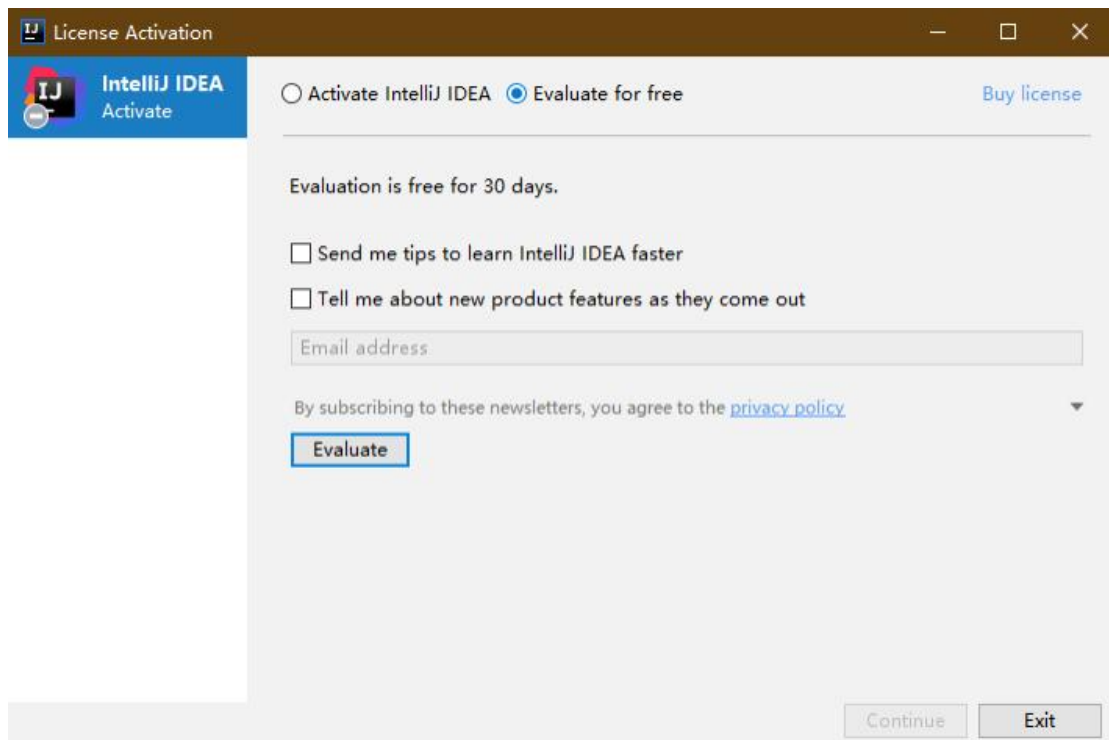 License Activation
IntelliJ IDEA
Activate
Activate IntelliJ IDEA Evaluate for free Buy license
Evaluation is free for 30 days.
Send me tips to learn IntelliJ IDEA faster
Tell me about new product features as they come out
Email address
By subscribing to these newsletters, you agree to the privacy policy
Evaluate
Continue Exit